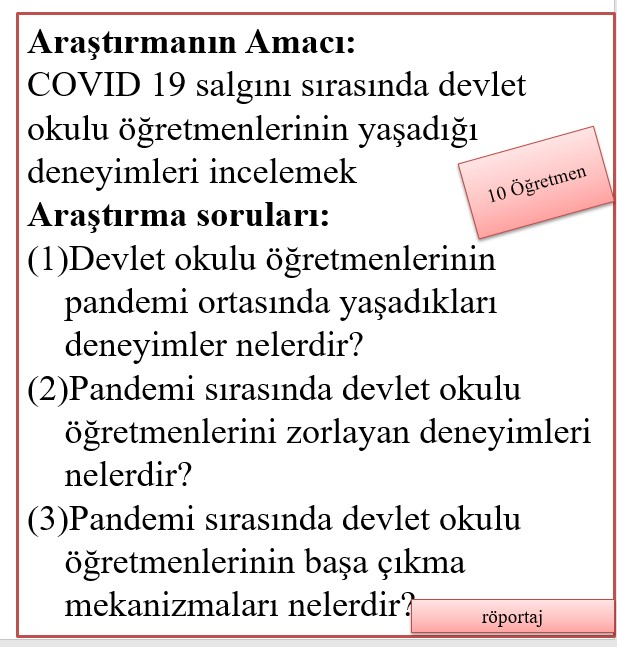 Araştırmanın Amacı:
COVID 19 salgını sırasında devlet
okulu öğretmenlerinin yaşadığı
deneyimleri incelemek
10 Öğretmen
Araştırma soruları:
(1)Devlet okulu öğretmenlerinin
pandemi ortasında yaşadıkları
deneyimler nelerdir?
(2)Pandemi sırasında devlet okulu
öğretmenlerini zorlayan deneyimleri
nelerdir?
(3)Pandemi sırasında devlet okulu
öğretmenlerinin başa çıkma
mekanizmaları nelerdir?
röportaj